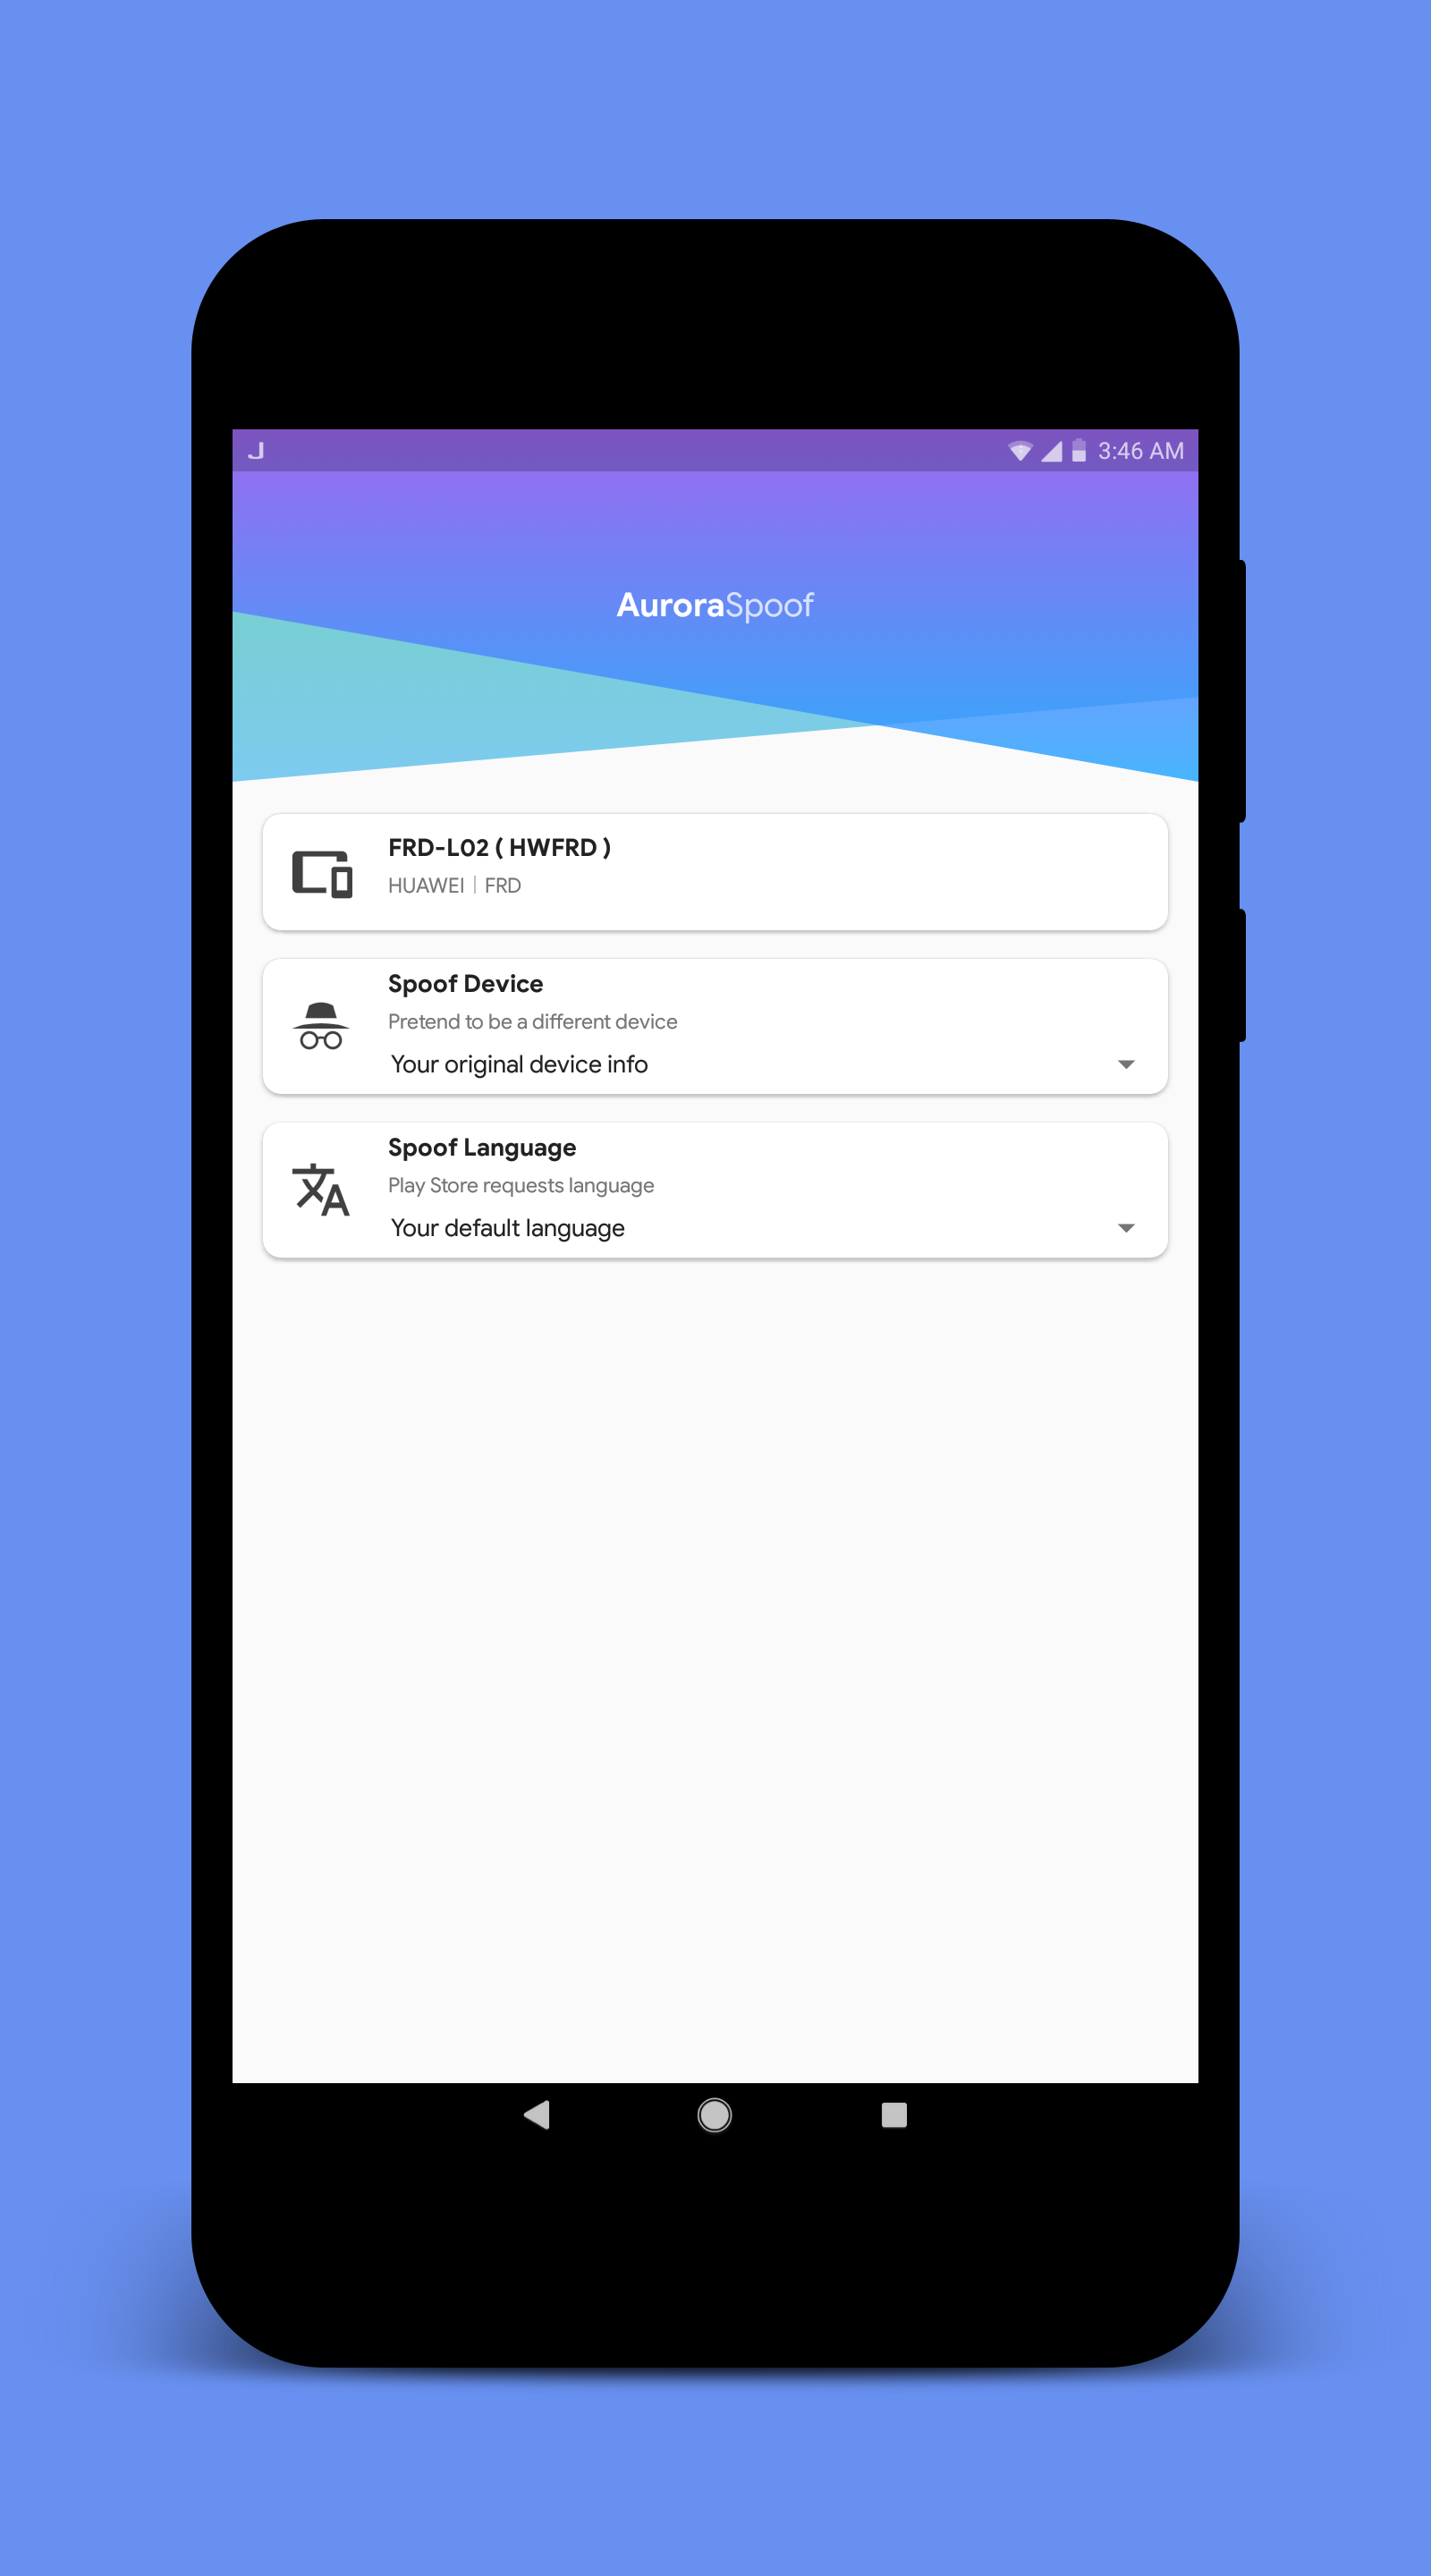 3:46 AM
AuroraSpoof
FRD-L02 ( HWFRD )
HUAWEI | FRD
Spoof Device
Pretend to be a different device
Your original device info
Spoof Language
Play Store requests language
Your default language